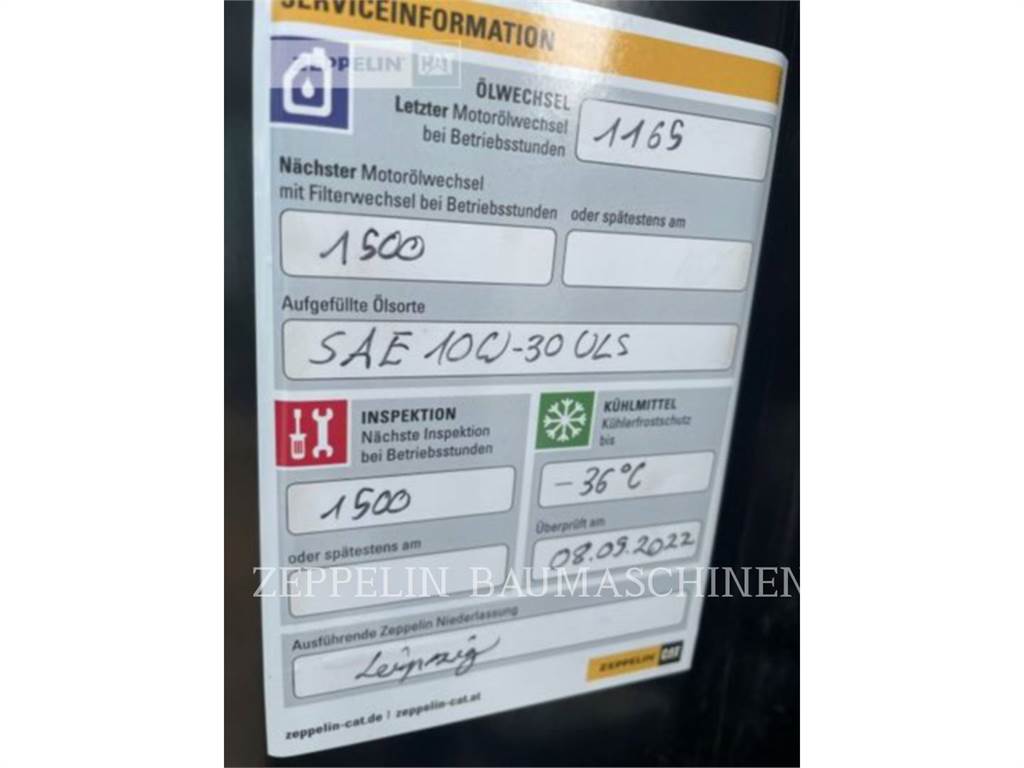 SERVICEINFORMATION
ZEPPELIN CAT
ÖLWECHSEL
Letzter Motorölwechsel
bei Betriebsstunden
1165
Nächster Motorölwechsel
mit Filterwechsel bei Betriebsstunden
oder spätestens am
1500
Aufgefüllte Ölsorte
SAE 10W-30 ULS
INSPEKTION
Nächste Inspektion
bei Betriebsstunden
1500
oder spätestens am
KÜHLMITTEL
Kühlerfrostschutz
bis
-36°C
Überprüft am
08.09.2022
ZEPPELIN BAUMASCHINEN
Ausführende Zeppelin Niederlassung
Leipzig
ZEPPELIN CAT
zeppelin-cat.de | zeppelin-cat.at